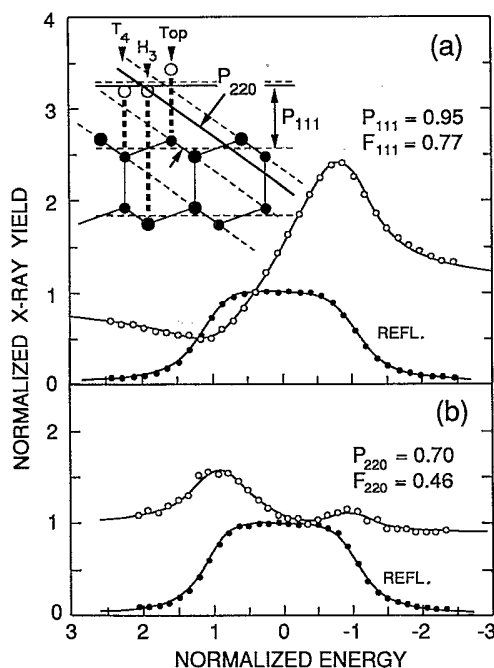 4
3
2
1
0
2
1
0
3 2 1 0 -1 -2 -3
NORMALIZED X-RAY YIELD
NORMALIZED ENERGY
(a)
T4 H3 Top
P220
P111
P111 = 0.95
F111 = 0.77
REFL.
(b)
P220 = 0.70
F220 = 0.46
REFL.